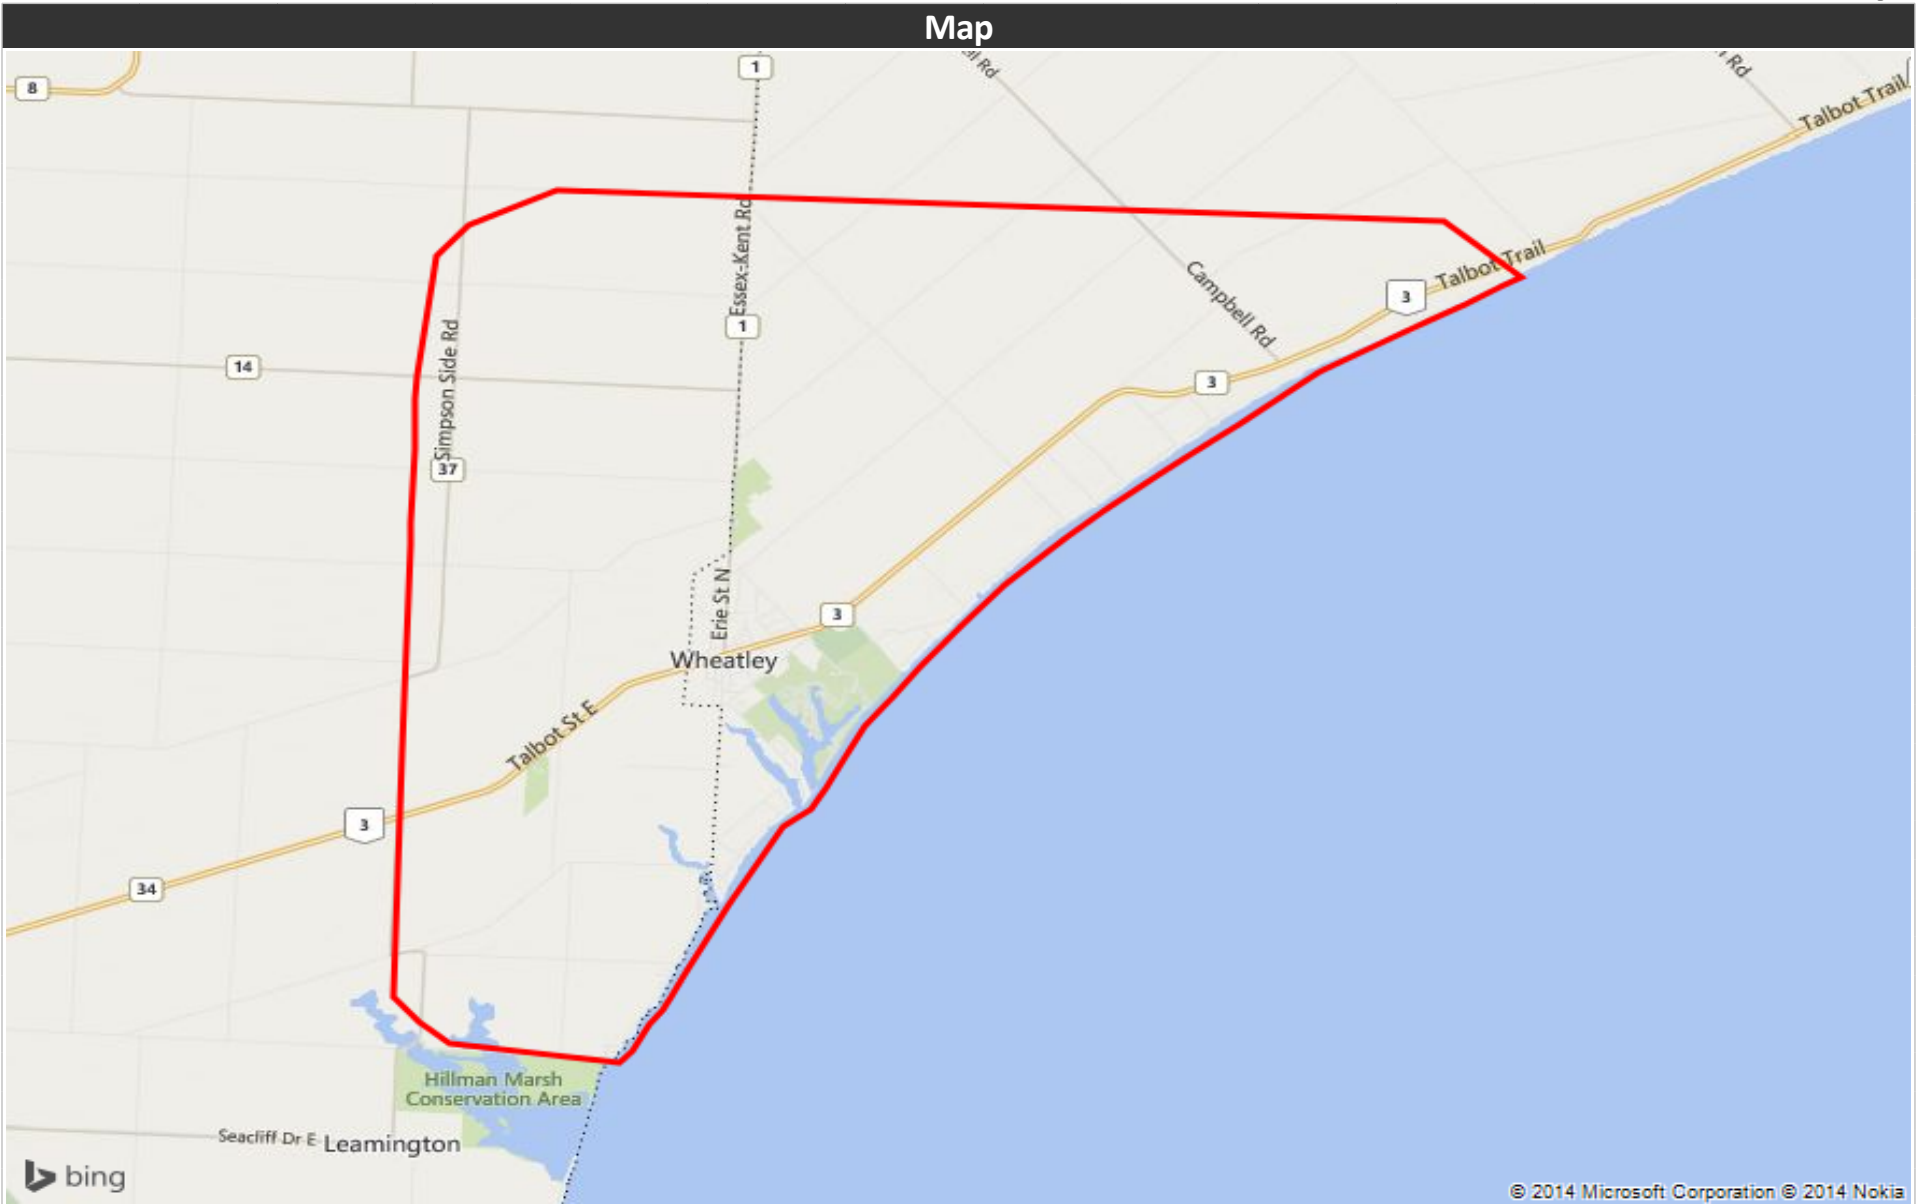 Map
8
1
Rd
Rd
Talbot Trail
Essex-Kent Rd
1
Campbell Rd
Talbot Trail
3
3
14
Simpson Side Rd
37
Erie St N
3
Wheatley
Talbot St E
3
34
Hillman Marsh
Conservation Area
Seacliff Dr E
Leamington
bing
© 2014 Microsoft Corporation © 2014 Nokia